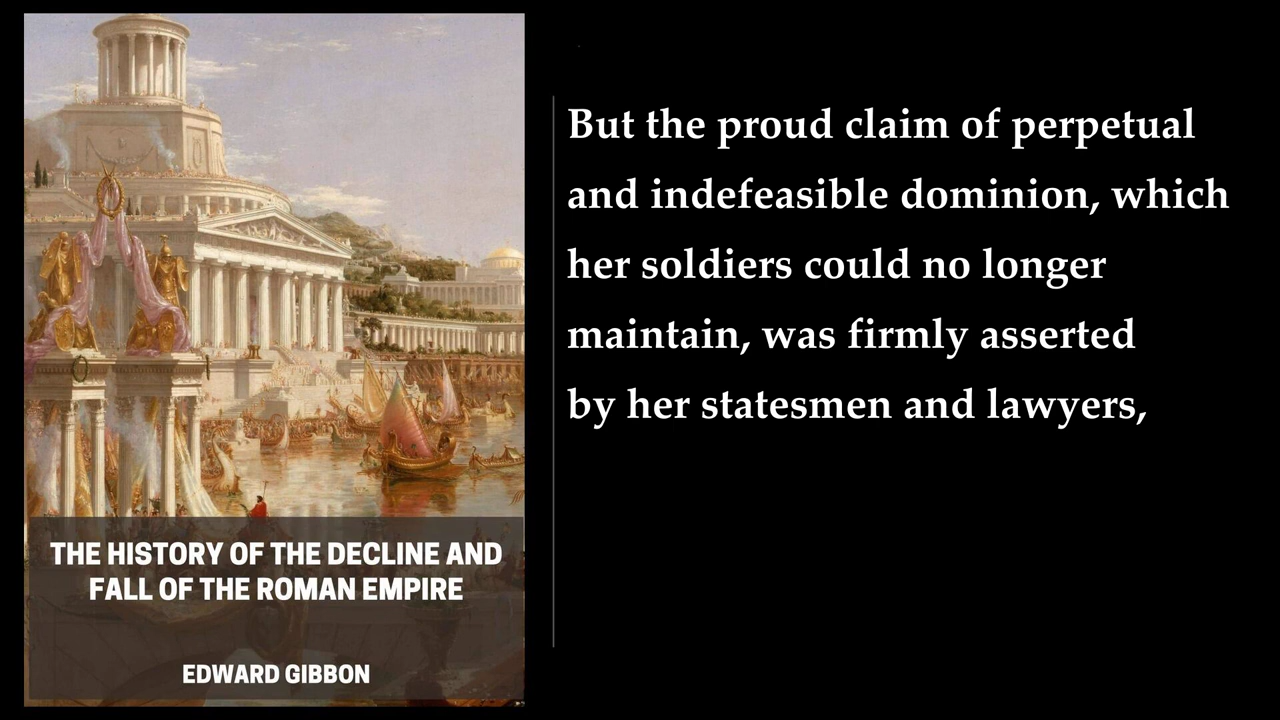 THE HISTORY OF THE DECLINE AND
FALL OF THE ROMAN EMPIRE
EDWARD GIBBON
But the proud claim of perpetual
and indefeasible dominion, which
her soldiers could no longer
maintain, was firmly asserted
by her statesmen and lawyers,